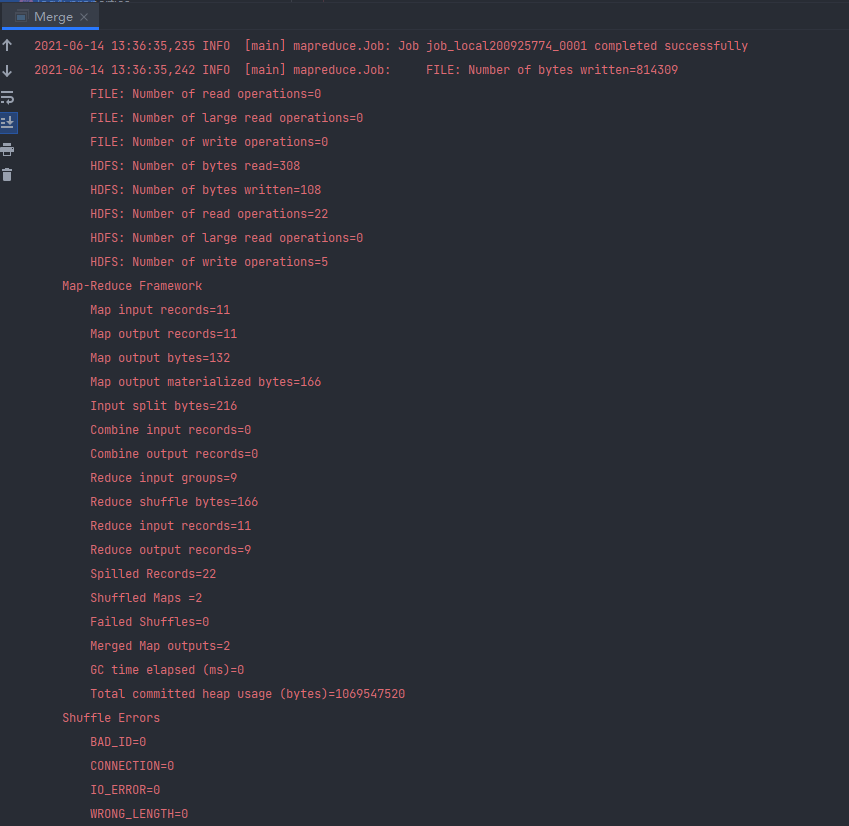 Merge
2021-06-14 13:36:35,235 INFO  [main] mapreduce.Job: Job job_local200925774_0001 completed successfully
2021-06-14 13:36:35,242 INFO  [main] mapreduce.Job:     FILE: Number of bytes written=814309
FILE: Number of read operations=0
FILE: Number of large read operations=0
FILE: Number of write operations=0
HDFS: Number of bytes read=308
HDFS: Number of bytes written=108
HDFS: Number of read operations=22
HDFS: Number of large read operations=0
HDFS: Number of write operations=5
Map-Reduce Framework
Map input records=11
Map output records=11
Map output bytes=132
Map output materialized bytes=166
Input split bytes=216
Combine input records=0
Combine output records=0
Reduce input groups=9
Reduce shuffle bytes=166
Reduce input records=11
Reduce output records=9
Spilled Records=22
Shuffled Maps =2
Failed Shuffles=0
Merged Map outputs=2
GC time elapsed (ms)=0
Total committed heap usage (bytes)=1069547520
Shuffle Errors
BAD_ID=0
CONNECTION=0
IO_ERROR=0
WRONG_LENGTH=0